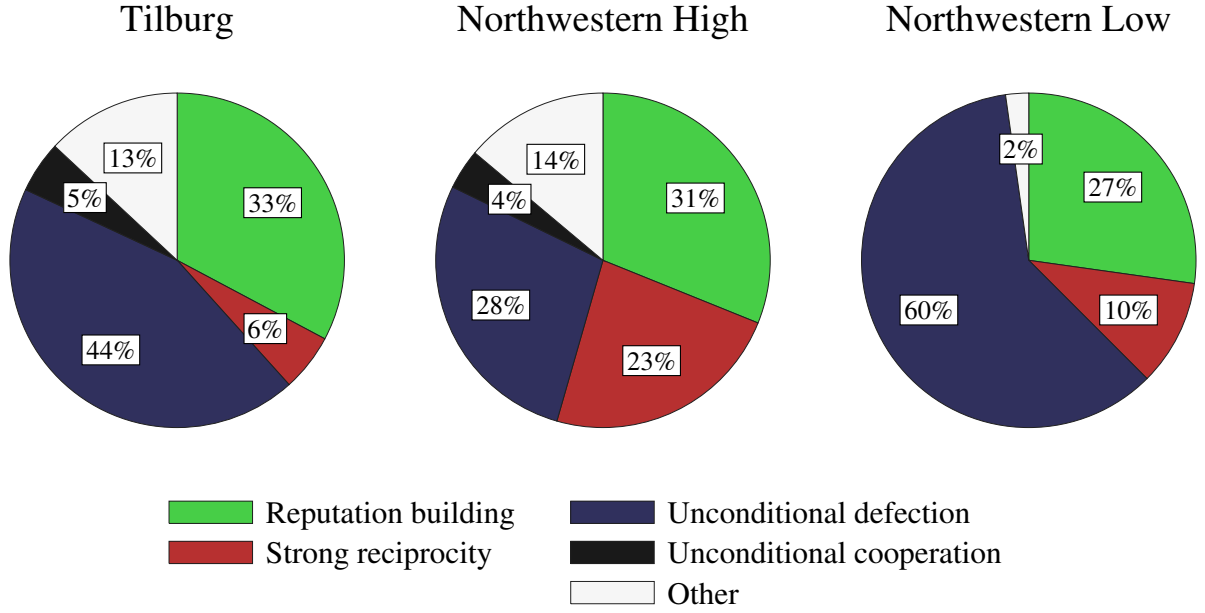 Tilburg
Northwestern High
Northwestern Low
13%
33%
5%
6%
44%
14%
31%
4%
28%
23%
2%
27%
60%
10%
Reputation building
Unconditional defection
Strong reciprocity
Unconditional cooperation
Other